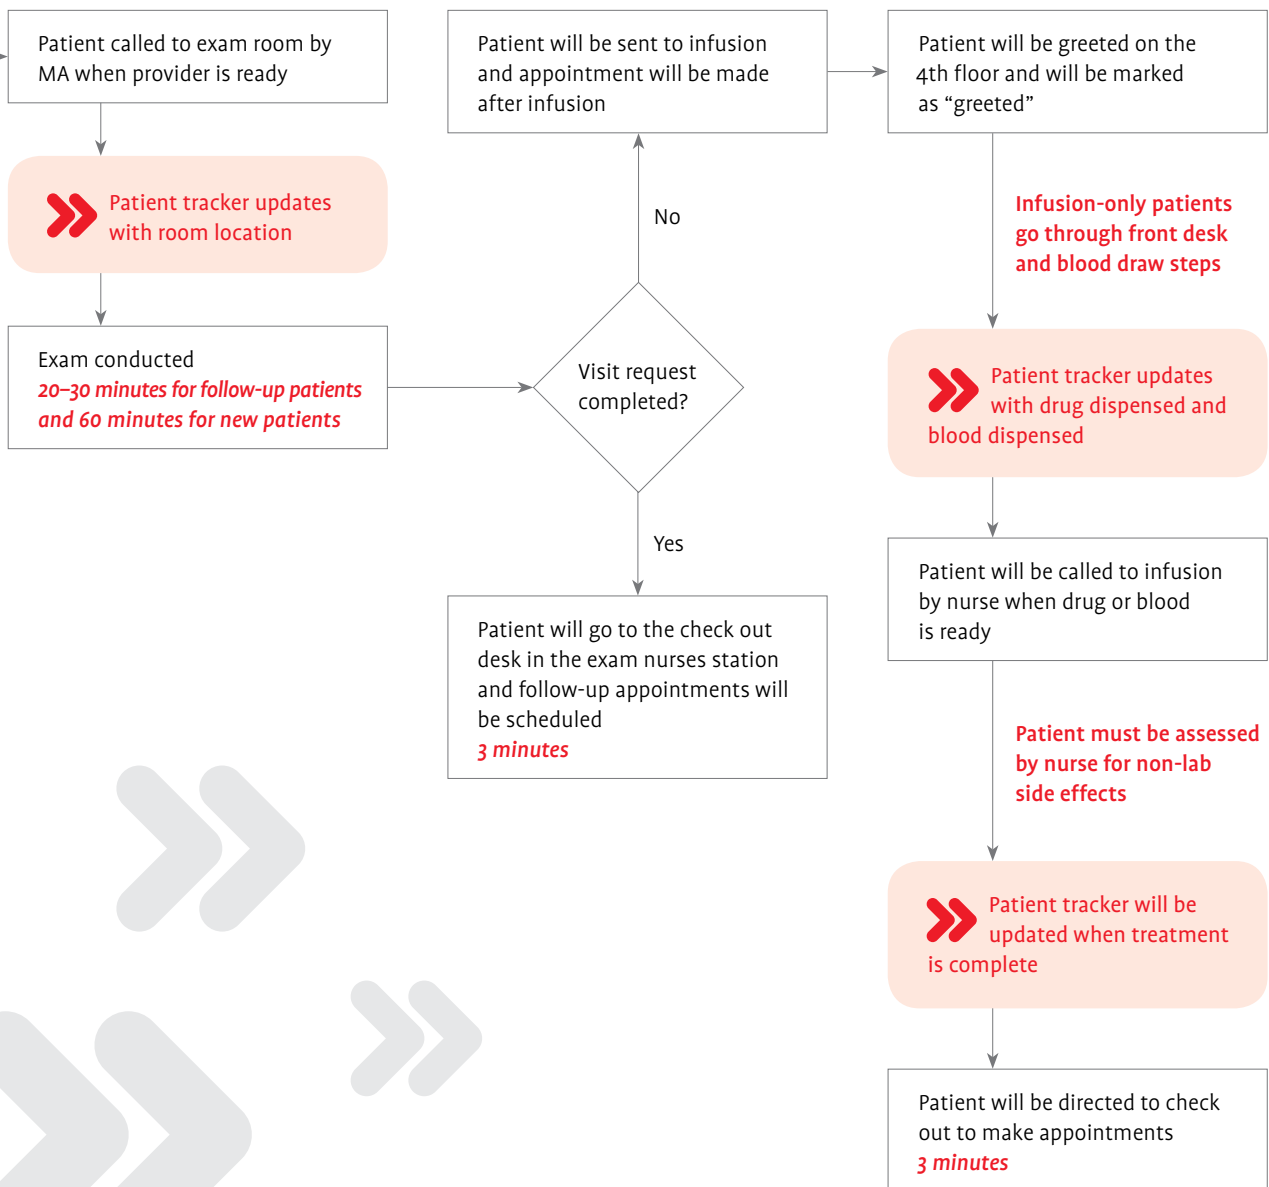 Patient called to exam room by
MA when provider is ready
Patient tracker updates
with room location
Exam conducted
20–30 minutes for follow-up patients
and 60 minutes for new patients
Patient will be sent to infusion
and appointment will be made
after infusion
No
Visit request
completed?
Yes
Patient will go to the check out
desk in the exam nurses station
and follow-up appointments will
be scheduled
3 minutes
Patient will be greeted on the
4th floor and will be marked
as “greeted”
Infusion-only patients
go through front desk
and blood draw steps
Patient tracker updates
with drug dispensed and
blood dispensed
Patient will be called to infusion
by nurse when drug or blood
is ready
Patient must be assessed
by nurse for non-lab
side effects
Patient tracker will be
updated when treatment
is complete
Patient will be directed to check
out to make appointments
3 minutes